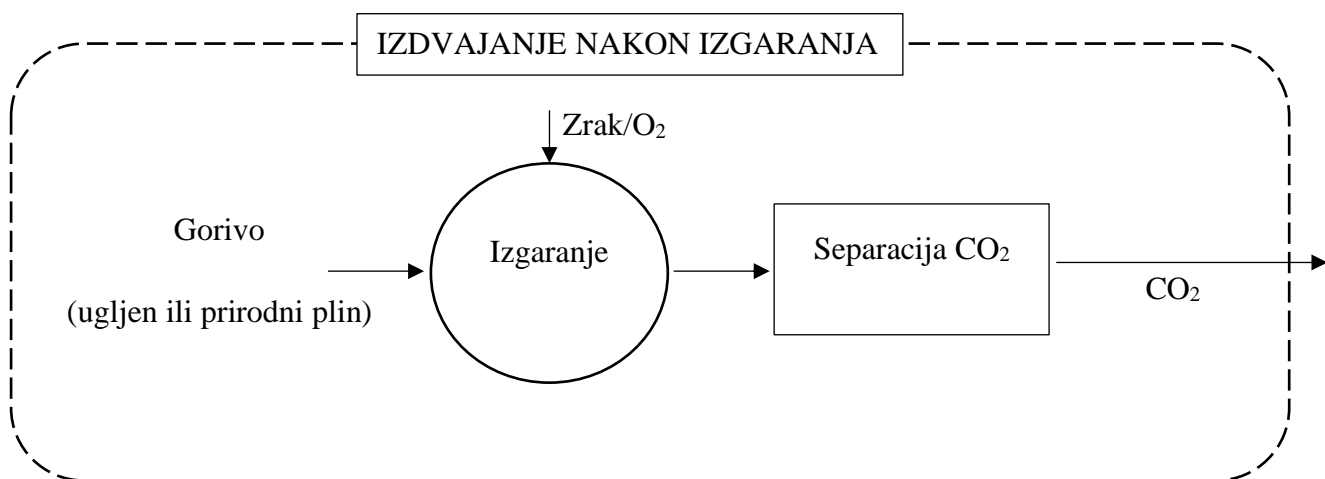 IZDVAJANJE NAKON IZGARANJA
Zrak/O₂
Gorivo
(ugljen ili prirodni plin)
Izgaranje
Separacija CO₂
CO₂